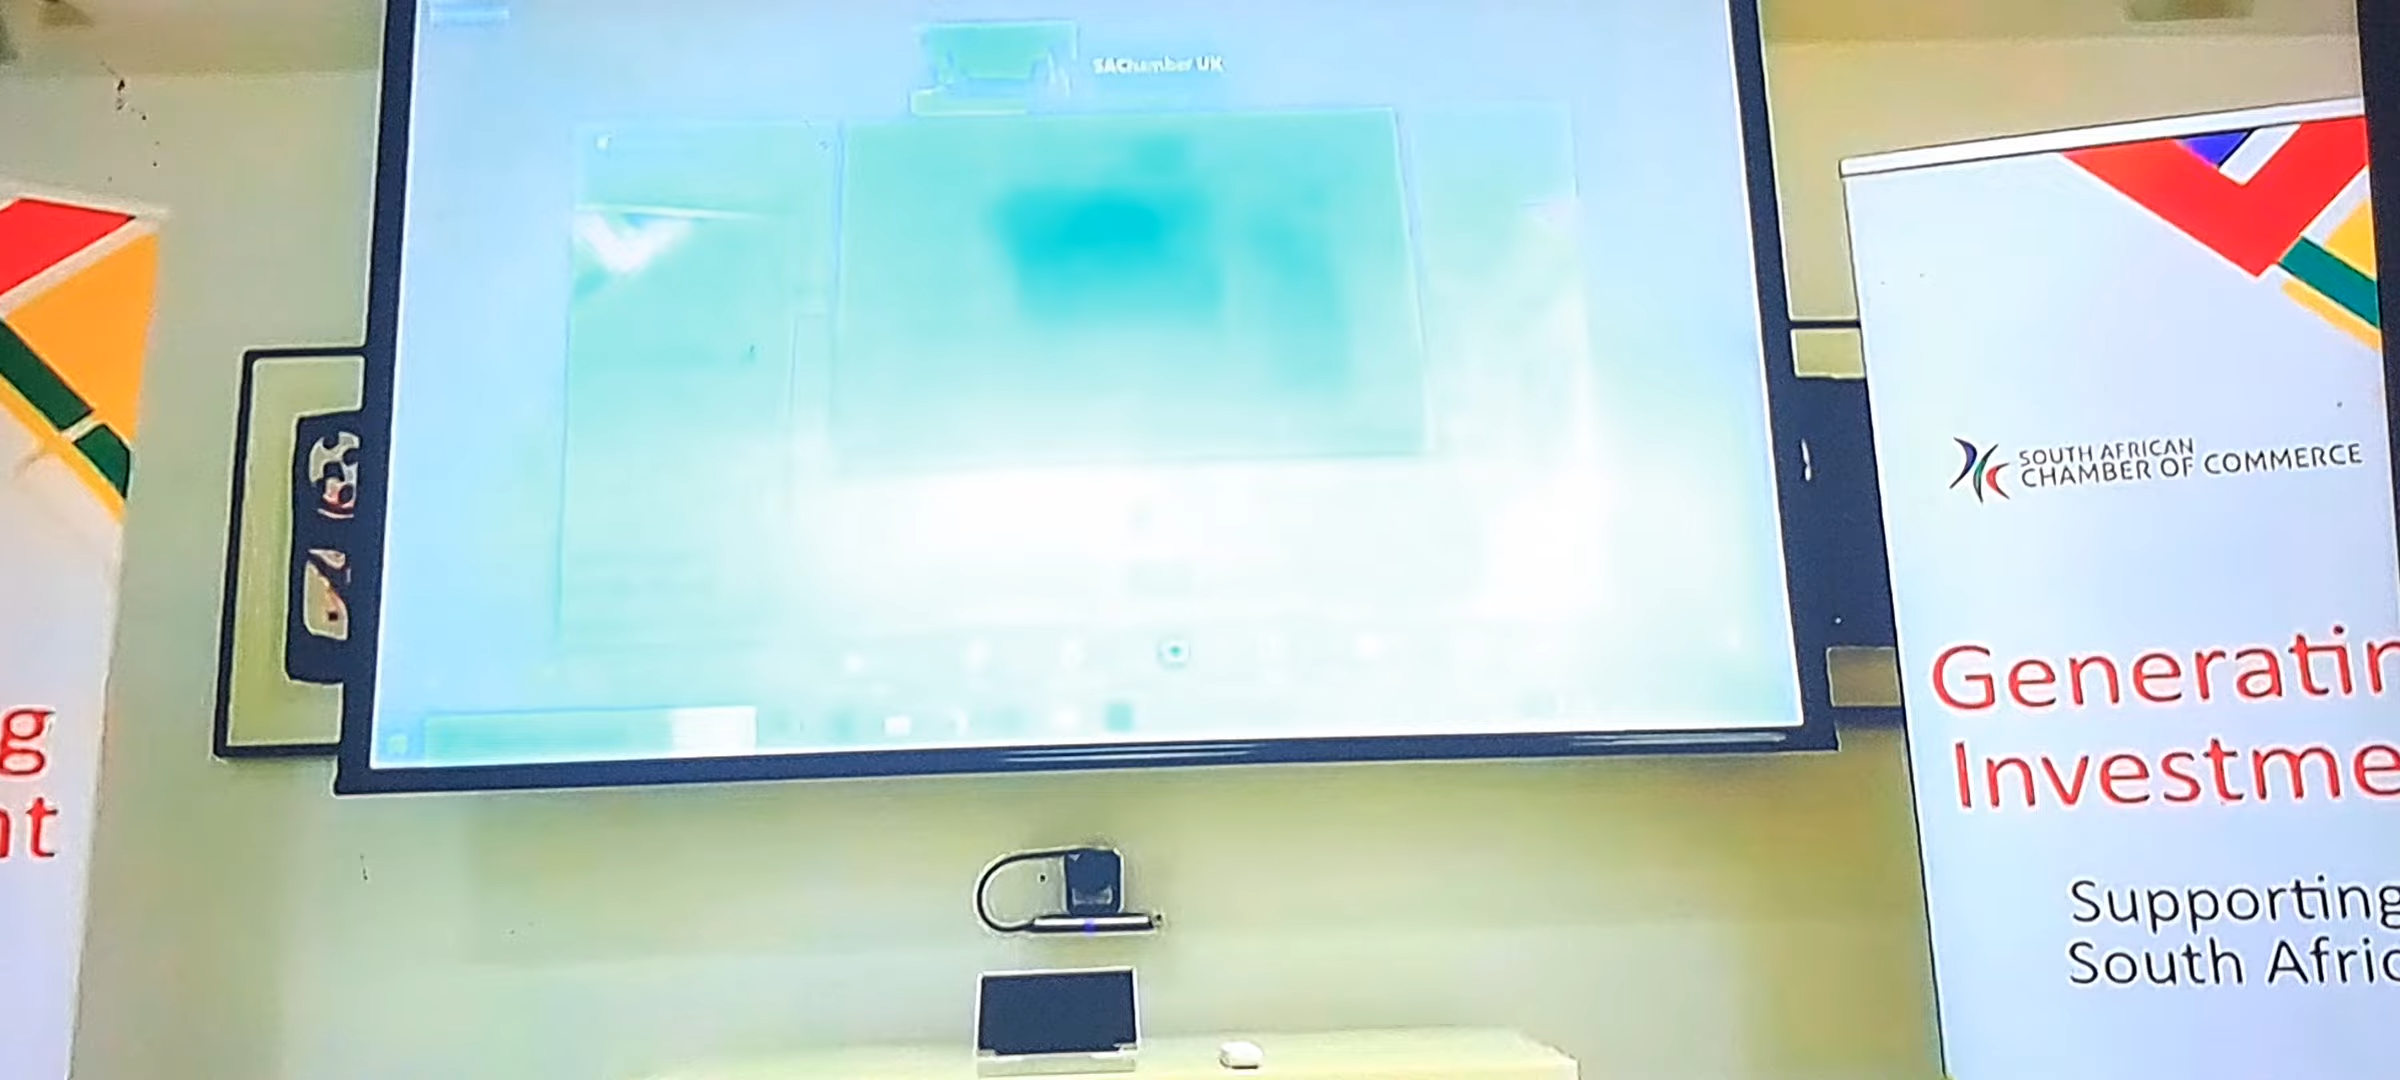 SAChamber UK
g
nt
SOUTH AFRICAN
CHAMBER OF COMMERCE
Generatin
Investme
Supporting
South Afric